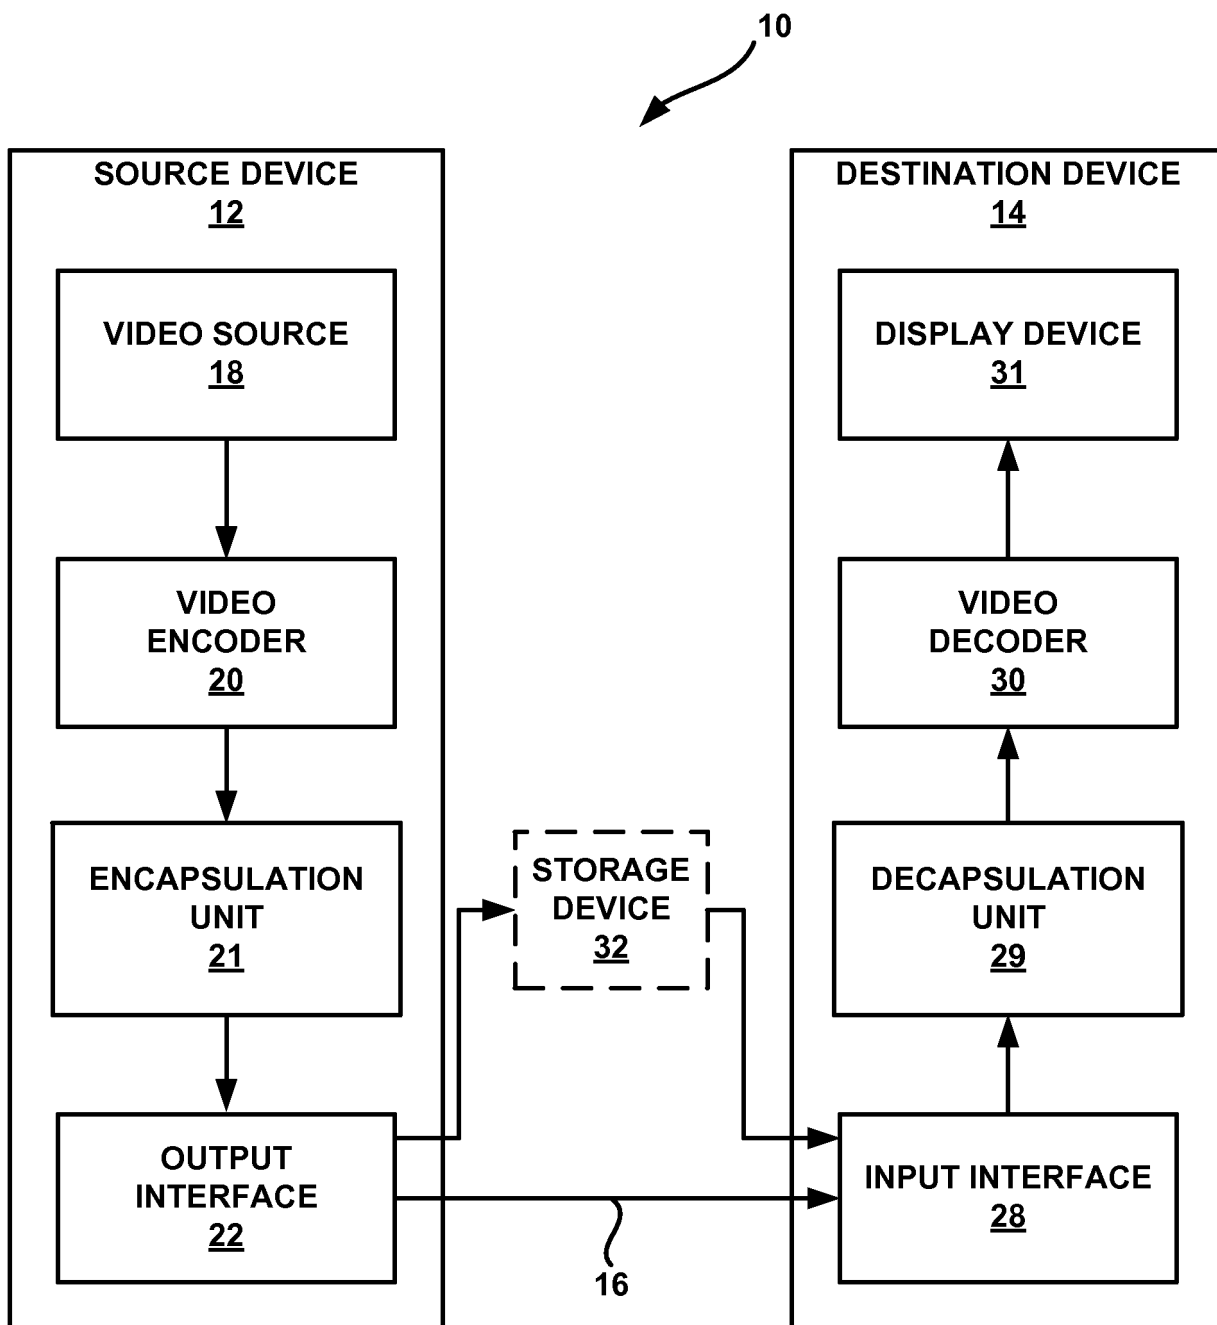 10
SOURCE DEVICE
12
VIDEO SOURCE
18
VIDEO
ENCODER
20
ENCAPSULATION
UNIT
21
OUTPUT
INTERFACE
22
STORAGE
DEVICE
32
16
DESTINATION DEVICE
14
DISPLAY DEVICE
31
VIDEO
DECODER
30
DECAPSULATION
UNIT
29
INPUT INTERFACE
28